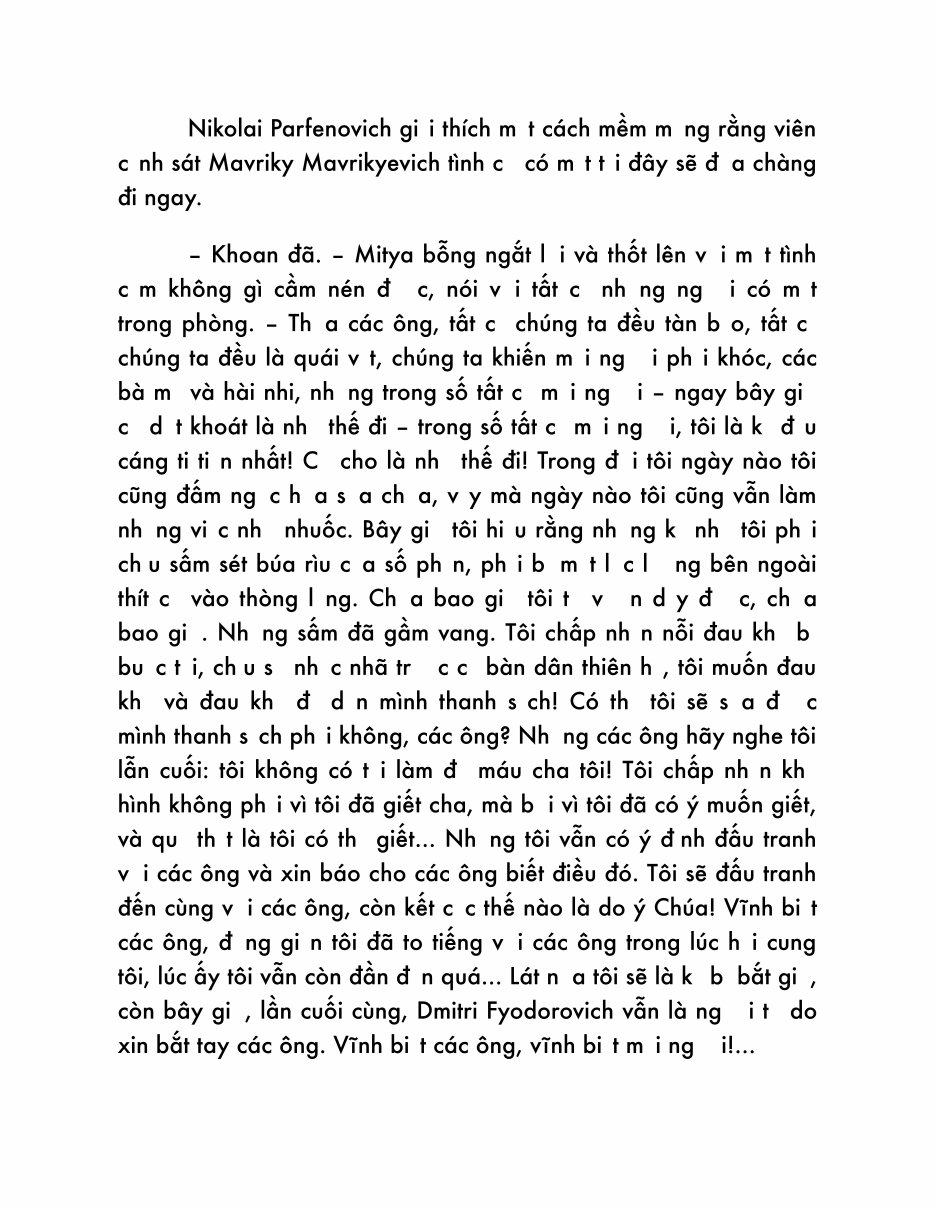 Nikolai Parfenovich gi i thích m t cách mềm m ng rằng viên
c nh sát Mavriky Mavrikyevich tình c có m t t i đây sẽ đ a chàng
đi ngay.
– Khoan đã. – Mitya bỗng ngắt l i và thốt lên v i m t tình
c m không gì cầm nén đ c, nói v i tất c nh ng ng i có m t
trong phòng. – Th a các ông, tất c chúng ta đều tàn b o, tất c
chúng ta đều là quái v t, chúng ta khiến m i ng i ph i khóc, các
bà m và hài nhi, nh ng trong số tất c m i ng i – ngay bây gi
c d t khoát là nh thế đi – trong số tất c m i ng i, tôi là k đ u
cáng ti ti n nhất! C cho là nh thế đi! Trong đ i tôi ngày nào tôi
cũng đấm ng c h a s a ch a, v y mà ngày nào tôi cũng vẫn làm
nh ng vi c nh nhuốc. Bây gi tôi hi u rằng nh ng k nh tôi ph i
ch u sấm sét búa rìu c a số ph n, ph i b m t l c l ng bên ngoài
thít c vào thòng l ng. Ch a bao gi tôi t v n d y đ c, ch a
bao gi . Nh ng sấm đã gầm vang. Tôi chấp nh n nỗi đau kh b
bu c t i, ch u s nh c nhã tr c c bàn dân thiên h , tôi muốn đau
kh và đau kh đ d n mình thanh s ch! Có th tôi sẽ s a đ c
mình thanh s ch ph i không, các ông? Nh ng các ông hãy nghe tôi
lẫn cuối: tôi không có t i làm đ máu cha tôi! Tôi chấp nh n kh
hình không ph i vì tôi đã giết cha, mà b i vì tôi đã có ý muốn giết,
và qu th t là tôi có th giết... Nh ng tôi vẫn có ý đ nh đấu tranh
v i các ông và xin báo cho các ông biết điều đó. Tôi sẽ đấu tranh
đến cùng v i các ông, còn kết c c thế nào là do ý Chúa! Vĩnh bi t
các ông, đ ng gi n tôi đã to tiếng v i các ông trong lúc h i cung
tôi, lúc ấy tôi vẫn còn đần đ n quá... Lát n a tôi sẽ là k b bắt gi ,
còn bây gi , lần cuối cùng, Dmitri Fyodorovich vẫn là ng i t do
xin bắt tay các ông. Vĩnh bi t các ông, vĩnh bi t m i ng i!...